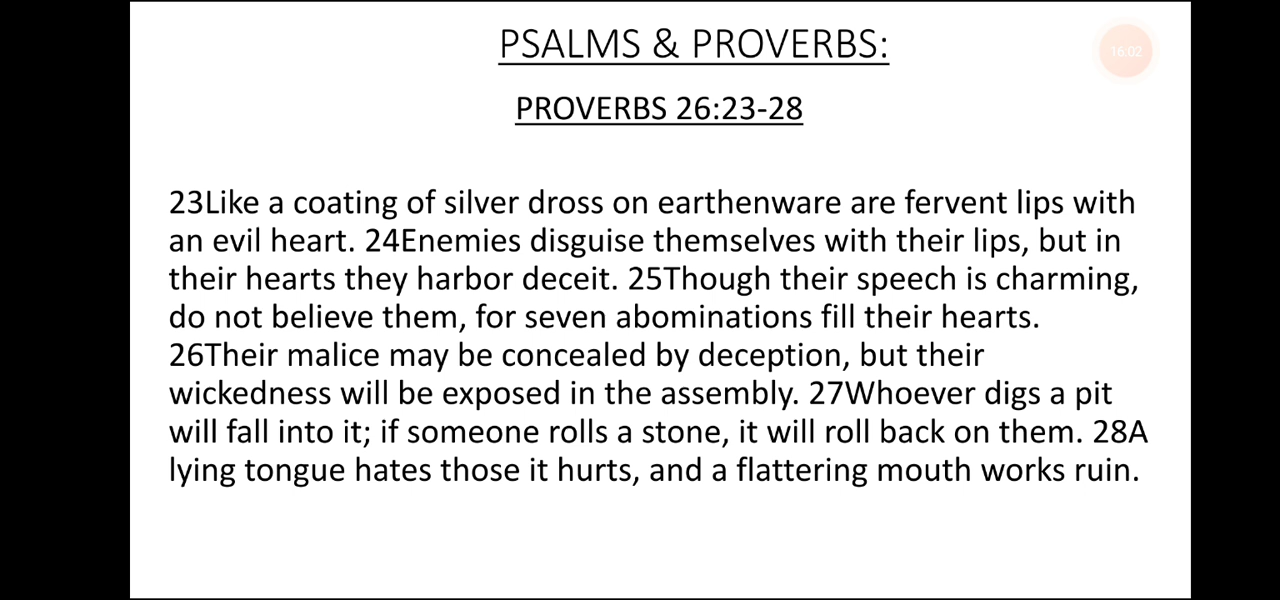 PSALMS & PROVERBS:
16:02
PROVERBS 26:23-28
23Like a coating of silver dross on earthenware are fervent lips with
an evil heart. 24Enemies disguise themselves with their lips, but in
their hearts they harbor deceit. 25Though their speech is charming,
do not believe them, for seven abominations fill their hearts.
26Their malice may be concealed by deception, but their
wickedness will be exposed in the assembly. 27Whoever digs a pit
will fall into it; if someone rolls a stone, it will roll back on them. 28A
lying tongue hates those it hurts, and a flattering mouth works ruin.